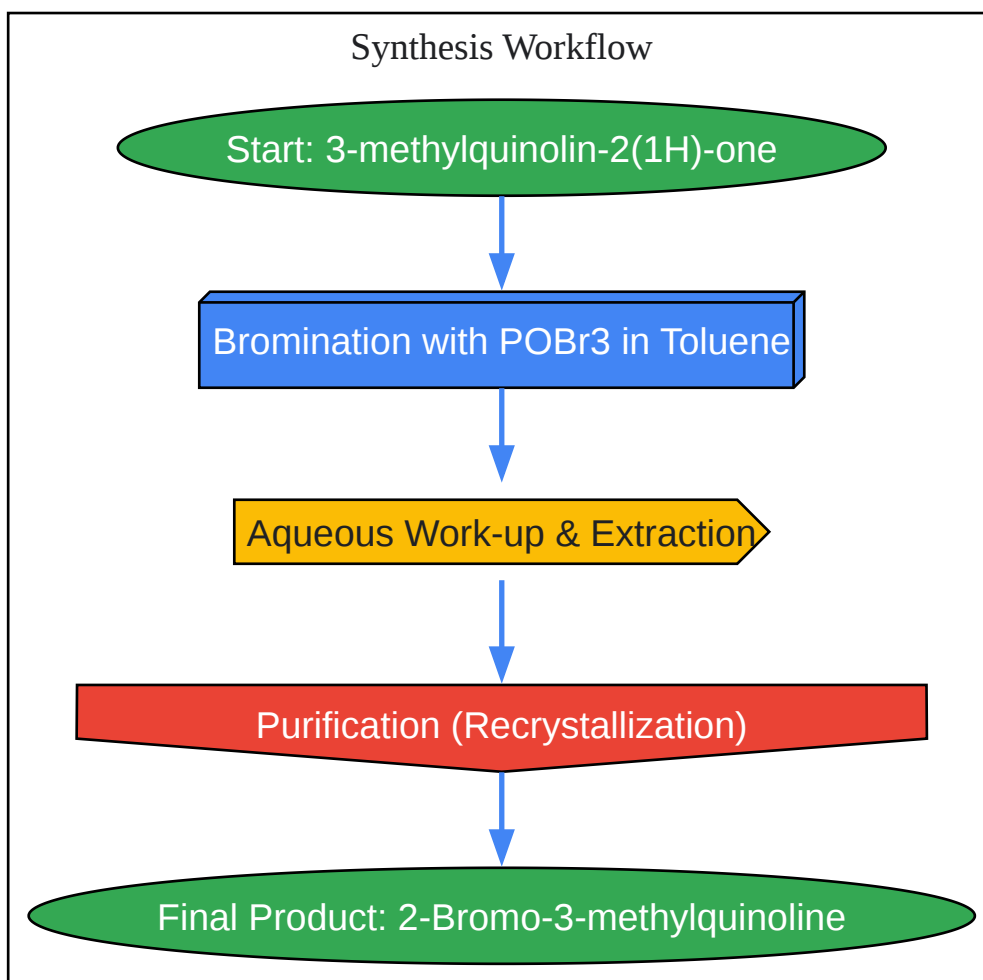 Synthesis Workflow
Start: 3-methylquinolin-2(1H)-one
Bromination with POBr3 in Toluene
Aqueous Work-up & Extraction
Purification (Recrystallization)
Final Product: 2-Bromo-3-methylquinoline